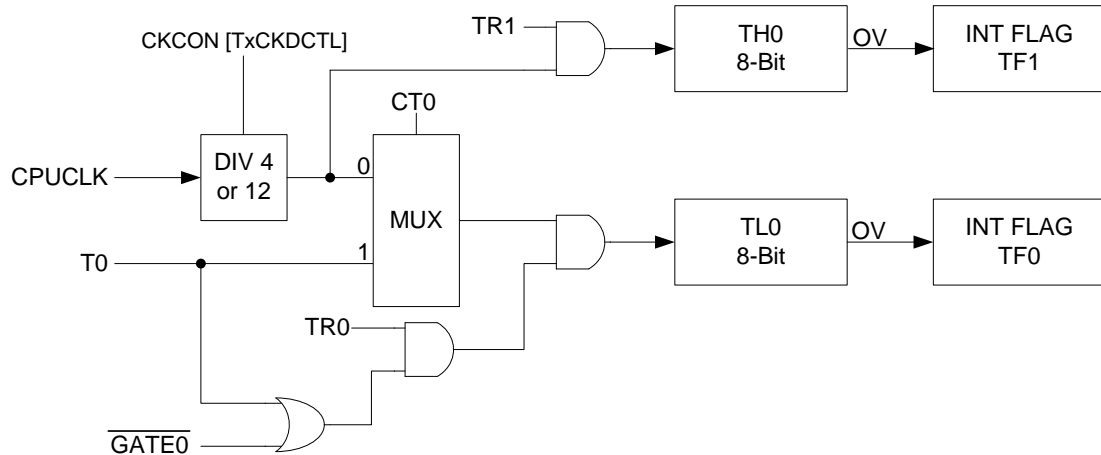 TR1
TH0
8-Bit
OV
INT FLAG
TF1
CKCON [TxCKDCTL]
CT0
CPUCLK
DIV 4
or 12
0
MUX
1
T0
TL0
8-Bit
OV
INT FLAG
TF0
TR0
GATE0